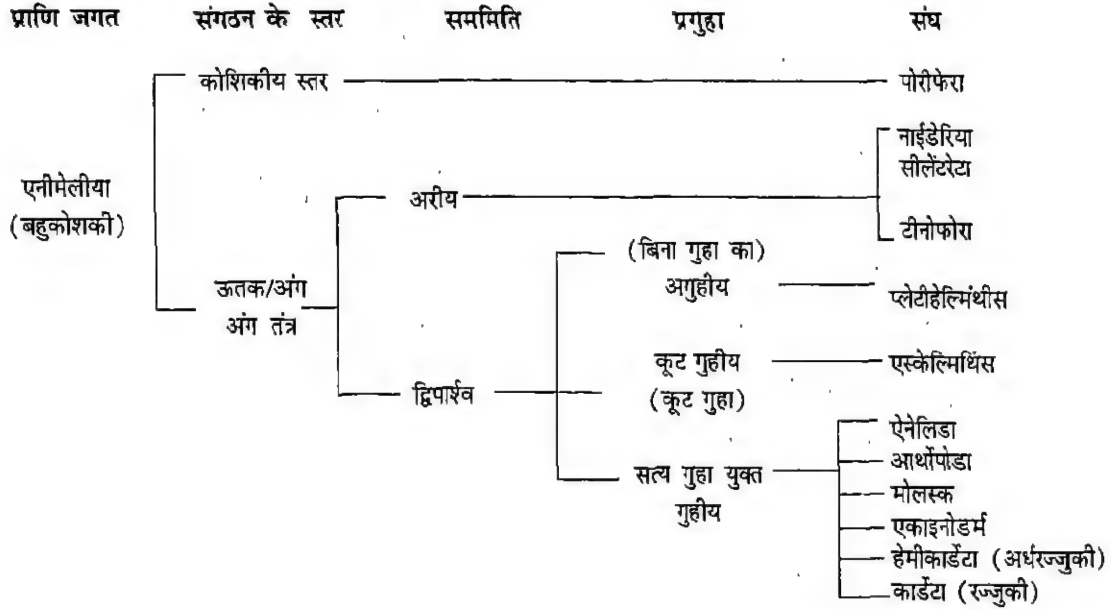 प्राणि जगत संगठन के स्तर सममिति प्रगुहा संघ
कोशिकीय स्तर पोरीफेरा
नाईडेरिया
सीलेंटरेटा
एनीमेलीया
(बहुकोशकी)
अरीय
टीनोफोरा
(बिना गुहा का)
अगुहीय प्लेटीहेल्मिंथीस
ऊतक/अंग
अंग तंत्र
कूट गुहीय एस्केल्मिथिंस
(कूट गुहा)
द्विपार्श्व
सत्य गुहा युक्त
गुहीय
ऐनेलिडा
आर्थोपोडा
मोलस्क
एकाइनोडर्म
हेमीकार्डेटा (अर्धरज्जुकी)
कार्डेटा (रज्जुकी)